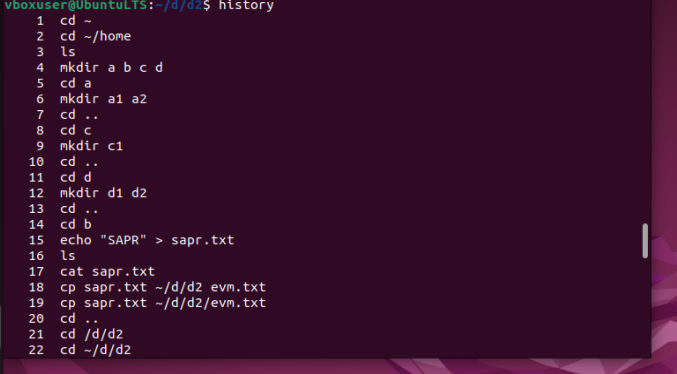 vboxuser@UbuntuLTS:~/d/d2$ history
1 cd ~
2 cd ~/home
3 ls
4 mkdir a b c d
5 cd a
6 mkdir a1 a2
7 cd ..
8 cd c
9 mkdir c1
10 cd ..
11 cd d
12 mkdir d1 d2
13 cd ..
14 cd b
15 echo "SAPR" > sapr.txt
16 ls
17 cat sapr.txt
18 cp sapr.txt ~/d/d2 evm.txt
19 cp sapr.txt ~/d/d2/evm.txt
20 cd ..
21 cd /d/d2
22 cd ~/d/d2